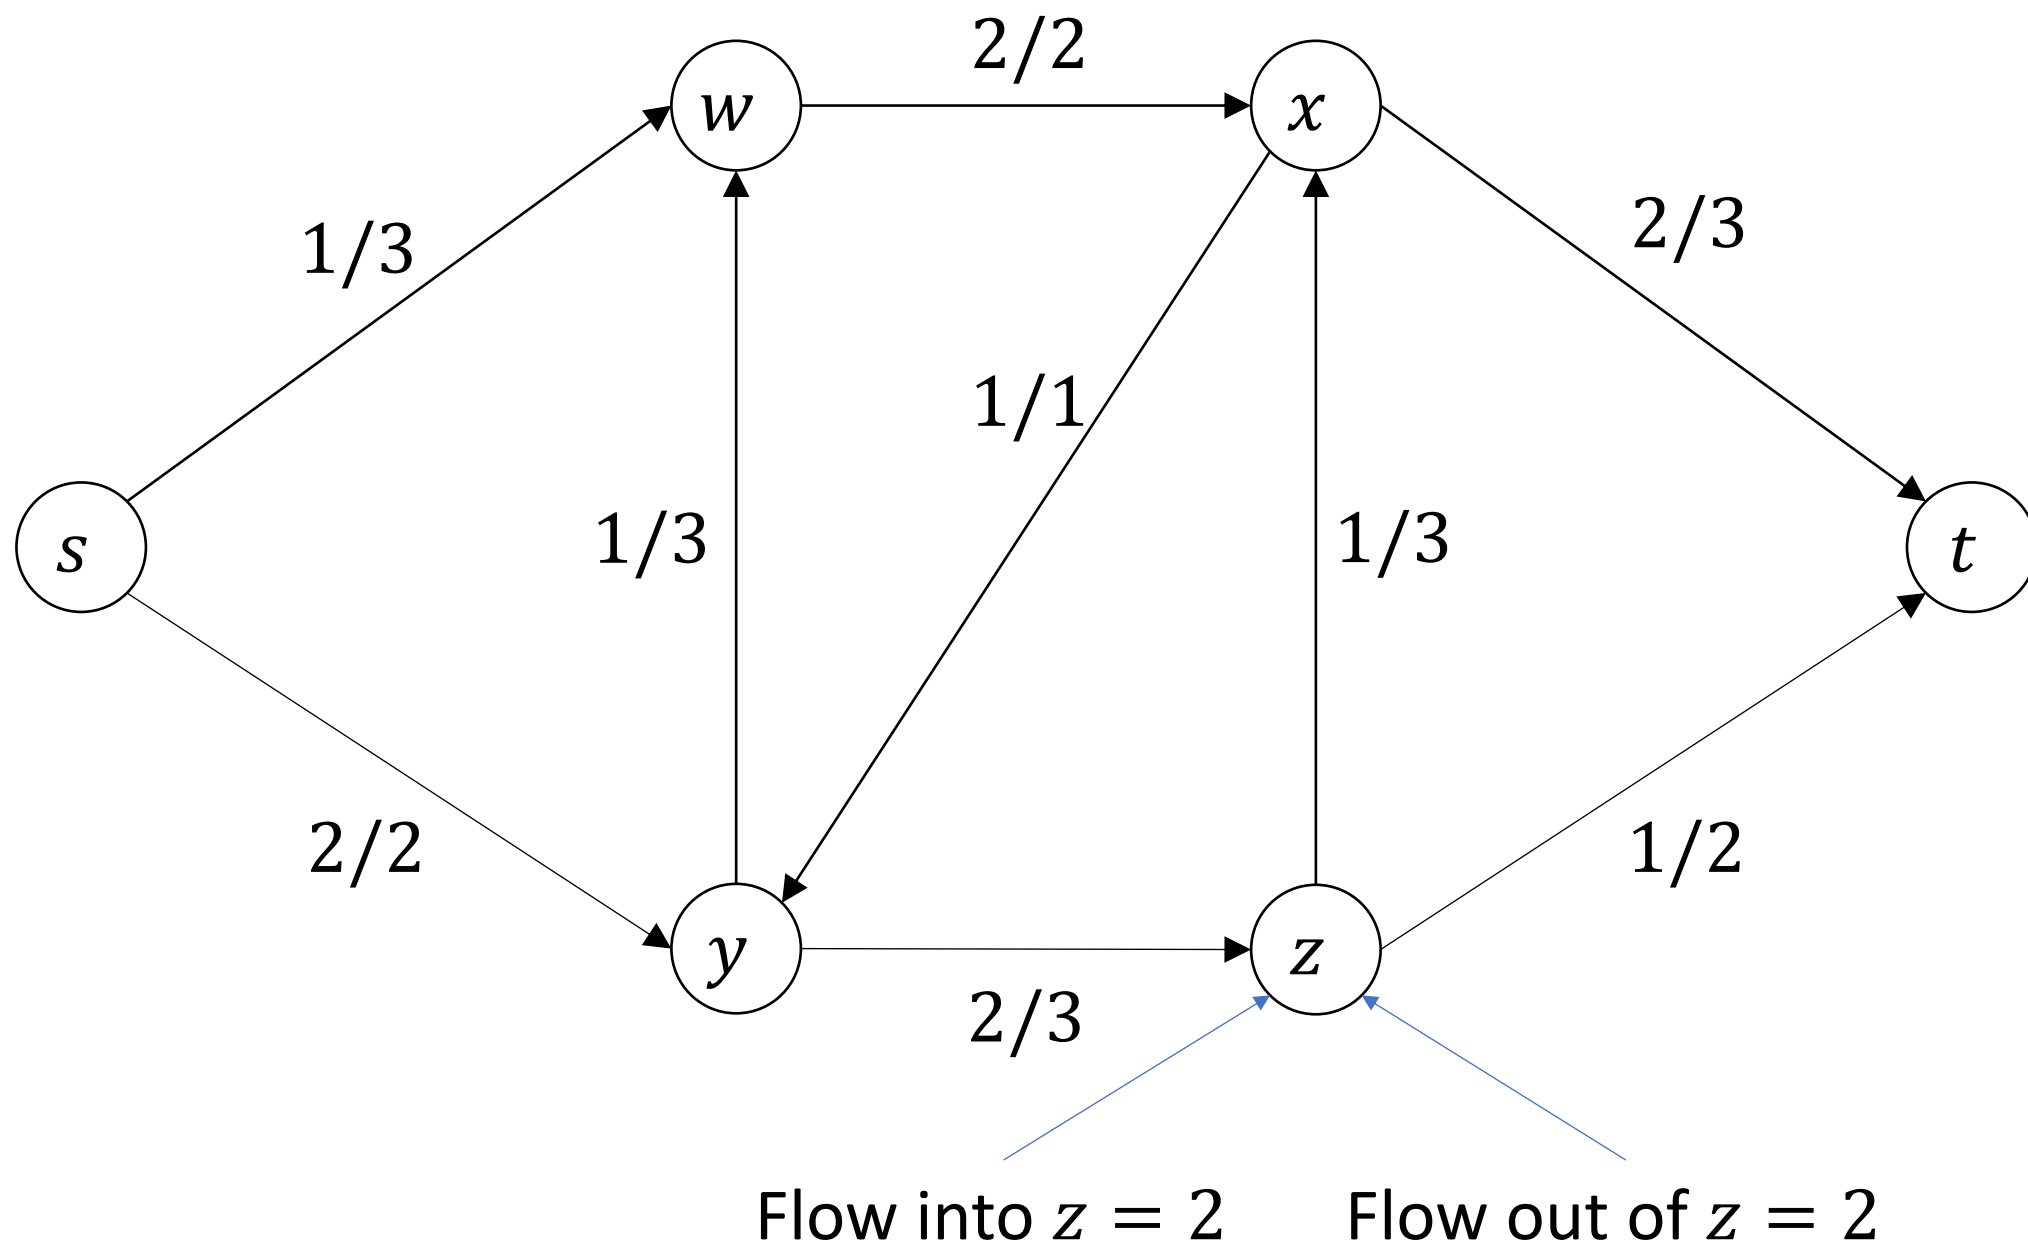 2/2
w
x
1/3
2/3
1/1
1/3
1/3
s
t
2/2
1/2
y
z
2/3
Flow into z = 2
Flow out of z = 2